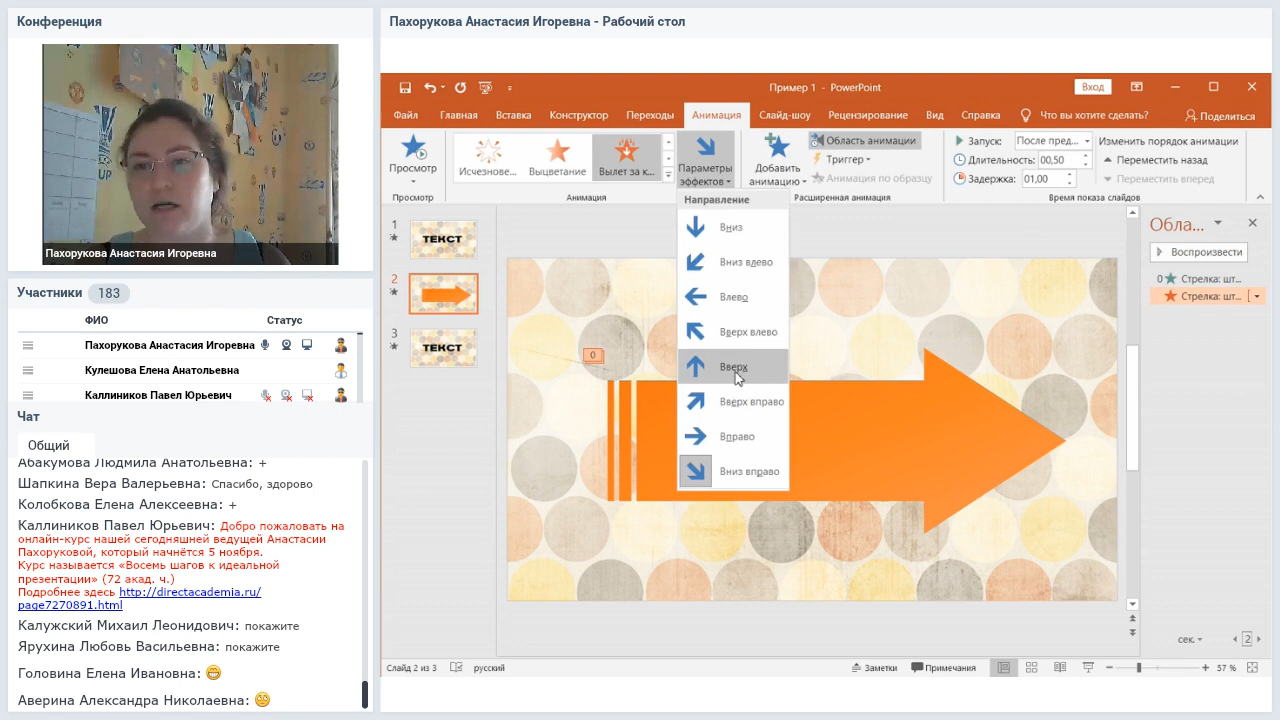 Конференция
Пахорукова Анастасия Игоревна
Участники 183
ФИО Статус
Пахорукова Анастасия Игоревна
Кулешова Елена Анатольевна
Каллиников Павел Юрьевич
Чат
Общий
Абакумова Людмила Анатольевна: +
Шапкина Вера Валерьевна: Спасибо, здорово
Колобкова Елена Алексеевна: +
Каллиников Павел Юрьевич: Добро пожаловать на
онлайн-курс нашей сегодняшней ведущей Анастасии
Пахоруковой, который начнётся 5 ноября.
Курс называется «Восемь шагов к идеальной
презентации» (72 акад. ч.)
Подробнее здесь http://directacademia.ru/
page7270891.html
Калужский Михаил Леонидович: покажите
Ярухина Любовь Васильевна: покажите
Головина Елена Ивановна:
Аверина Александра Николаевна:
Пахорукова Анастасия Игоревна - Рабочий стол
Пример 1 - PowerPoint
Вход
Файл Главная Вставка Конструктор Переходы Анимация Слайд-шоу Рецензирование Вид Справка Что вы хотите сделать? Поделиться
Просмотр
Исчезнове... Выцветание Вылет за к...
Параметры
эффектов
Добавить
анимацию
Область анимации
Триггер
Анимация по образцу
Запуск: После пред...
Длительность: 00,50
Задержка: 01,00
Изменить порядок анимации
Переместить назад
Переместить вперед
Просмотр Анимация Расширенная анимация Время показа слайдов
Направление
Вниз
Вниз влево
Влево
Вверх влево
Вверх
Вверх вправо
Вправо
Вниз вправо
1
ТЕКСТ
2
3
ТЕКСТ
0
Обла...
Воспроизвести
0 Стрелка: шт...
Стрелка: шт...
сек. 2
Слайд 2 из 3 русский Заметки Примечания 57 %